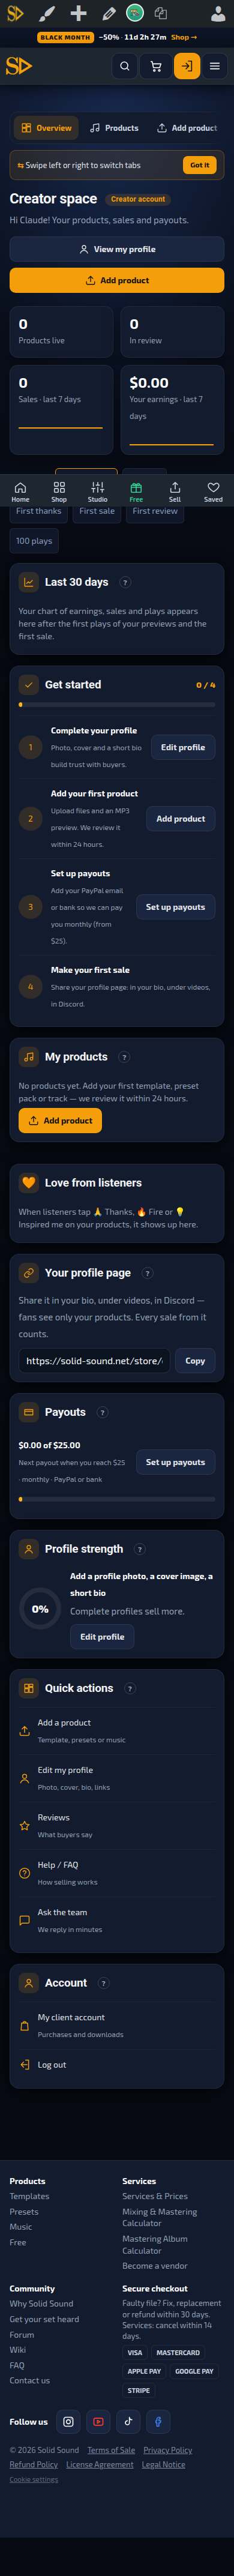 BLACK MONTH -50% · 11d 2h 27m Shop →
Overview Products Add product
⇆ Swipe left or right to switch tabs Got it
Creator space Creator account
Hi Claude! Your products, sales and payouts.
View my profile
Add product
0 0
Products live In review
0 $0.00
Sales · last 7 days Your earnings · last 7
days
Home Shop Studio Free Sell Saved
First thanks First sale First review
100 plays
Last 30 days ?
Your chart of earnings, sales and plays appears
here after the first plays of your previews and the
first sale.
Get started 0 / 4
1 Complete your profile
Photo, cover and a short bio
build trust with buyers.
Edit profile
2 Add your first product
Upload files and an MP3
preview. We review it
within 24 hours.
Add product
3 Set up payouts
Add your PayPal email
or bank so we can pay
you monthly (from
$25).
Set up payouts
4 Make your first sale
Share your profile page: in your bio, under videos,
in Discord.
My products ?
No products yet. Add your first template, preset
pack or track — we review it within 24 hours.
Add product
Love from listeners
When listeners tap 🙏 Thanks, 🔥 Fire or 💡
Inspired me on your products, it shows up here.
Your profile page ?
Share it in your bio, under videos, in Discord —
fans see only your products. Every sale from it
counts.
https://solid-sound.net/store/ Copy
Payouts ?
$0.00 of $25.00
Next payout when you reach $25
· monthly · PayPal or bank
Set up payouts
Profile strength ?
0%
Add a profile photo, a cover image, a
short bio
Complete profiles sell more.
Edit profile
Quick actions ?
Add a product
Template, presets or music
Edit my profile
Photo, cover, bio, links
Reviews
What buyers say
Help / FAQ
How selling works
Ask the team
We reply in minutes
Account ?
My client account
Purchases and downloads
Log out
Products
Templates
Presets
Music
Free
Services
Services & Prices
Mixing & Mastering
Calculator
Mastering Album
Calculator
Become a vendor
Community
Why Solid Sound
Get your set heard
Forum
Wiki
FAQ
Contact us
Secure checkout
Faulty file? Fix, replacement
or refund within 30 days.
Services: cancel within 14
days.
VISA MASTERCARD
APPLE PAY GOOGLE PAY
STRIPE
Follow us
© 2026 Solid Sound Terms of Sale Privacy Policy
Refund Policy License Agreement Legal Notice
Cookie settings